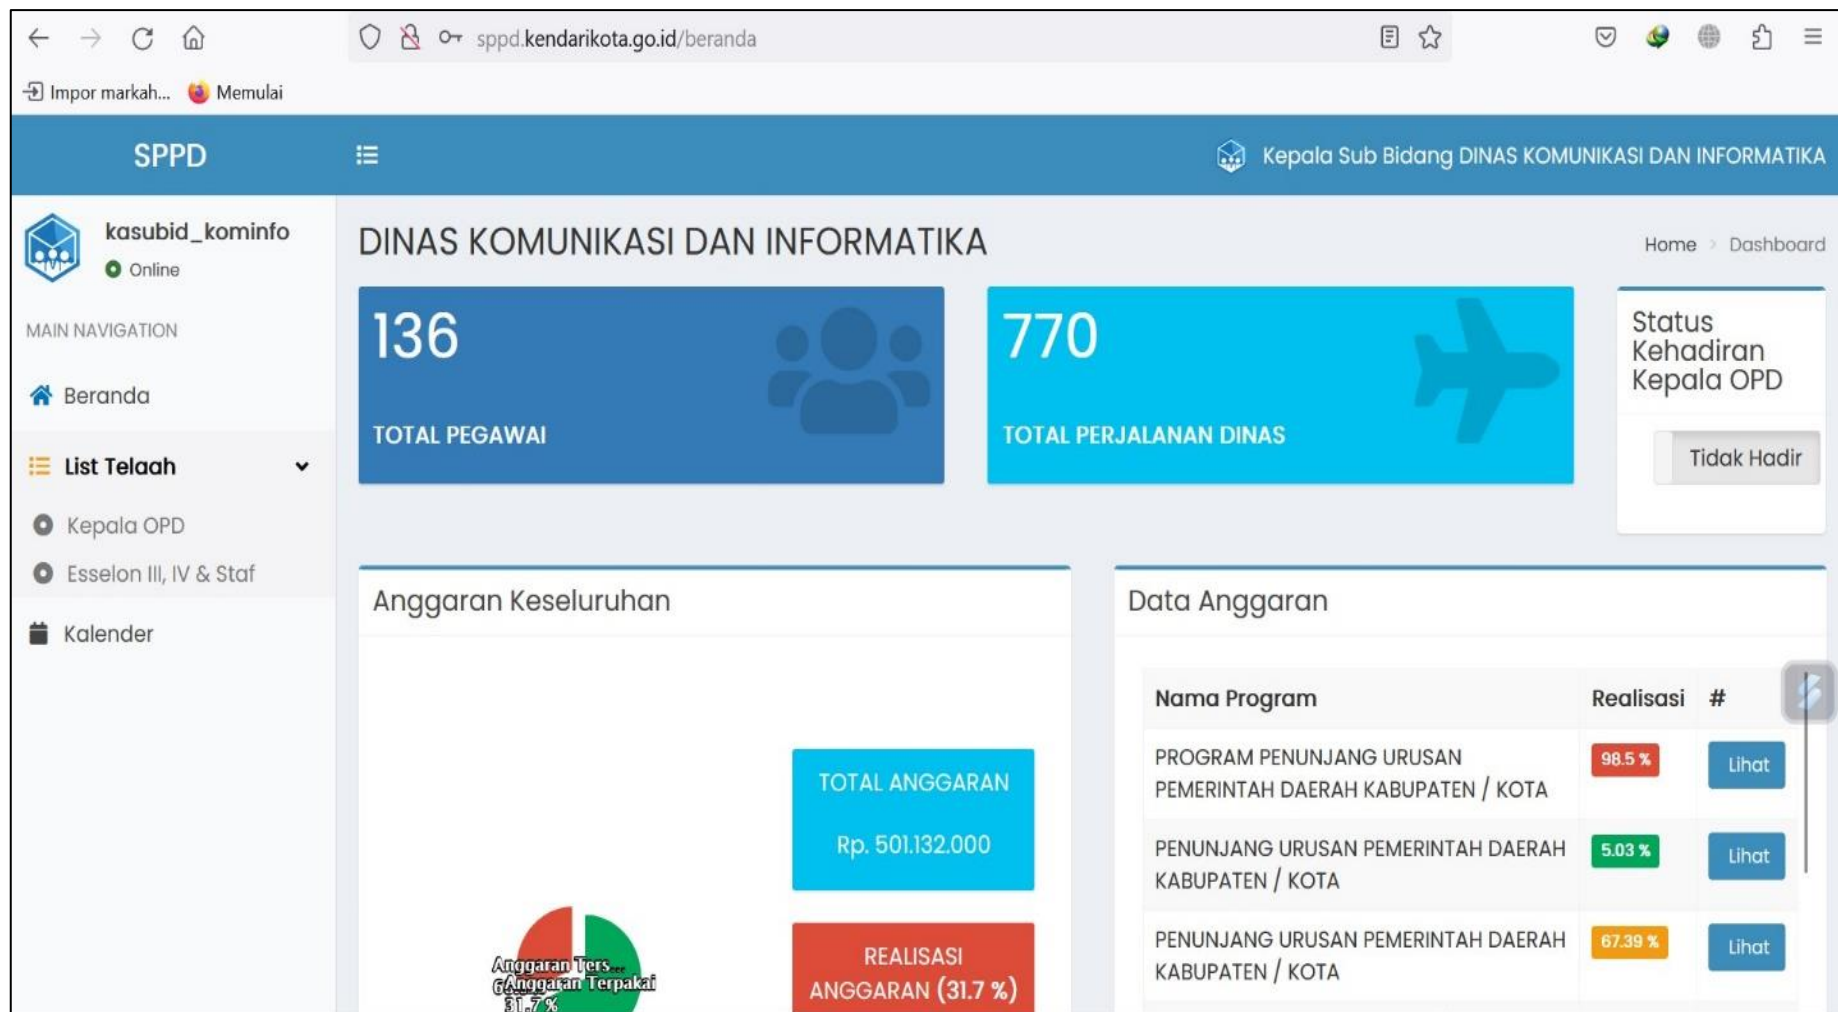 sppd.kendarikota.go.id/beranda
Impor markah...
Memulai
SPPD
Kepala Sub Bidang DINAS KOMUNIKASI DAN INFORMATIKA
kasubid_kominfo
Online
MAIN NAVIGATION
Beranda
List Telaah
Kepala OPD
Esselon III, IV & Staf
Kalender
DINAS KOMUNIKASI DAN INFORMATIKA
Home > Dashboard
136
TOTAL PEGAWAI
770
TOTAL PERJALANAN DINAS
Status
Kehadiran
Kepala OPD
Tidak Hadir
Anggaran Keseluruhan
TOTAL ANGGARAN
Rp. 501.132.000
REALISASI
ANGGARAN (31.7 %)
Anggaran Ters...
Anggaran Terpakai
31.7 %
Data Anggaran
Nama Program Realisasi #
PROGRAM PENUNJANG URUSAN
PEMERINTAH DAERAH KABUPATEN / KOTA
98.5 %
Lihat
PENUNJANG URUSAN PEMERINTAH DAERAH
KABUPATEN / KOTA
5.03 %
Lihat
PENUNJANG URUSAN PEMERINTAH DAERAH
KABUPATEN / KOTA
67.39 %
Lihat